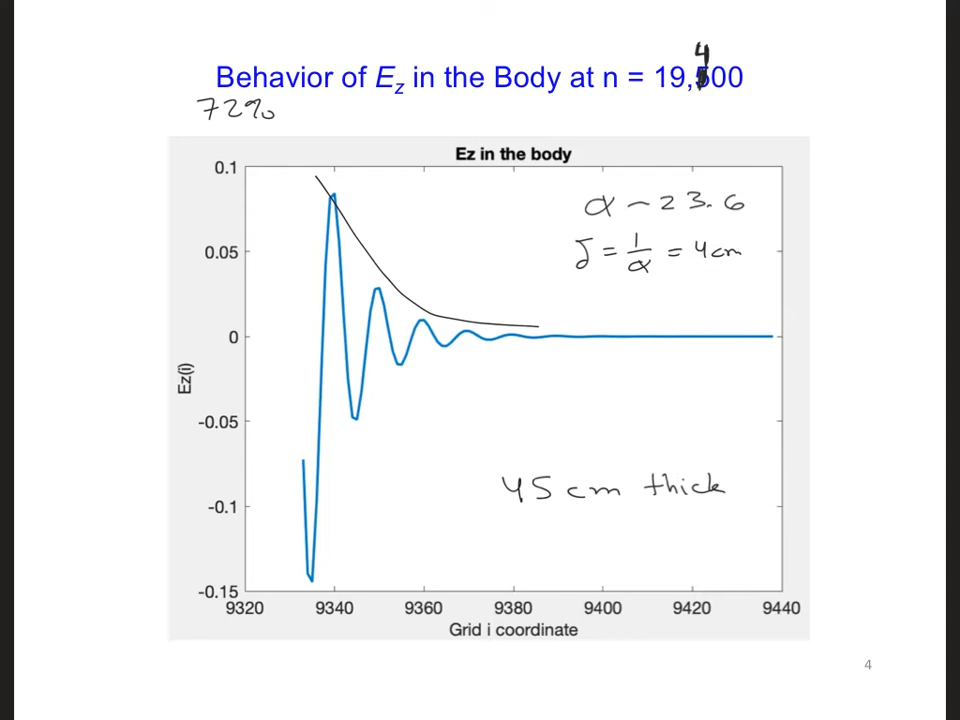 4
Behavior of Ez in the Body at n = 19,500
72%
Ez in the body
0.1
0.05
0
-0.05
-0.1
-0.15
Ez(i)
α ~ 23.6
δ = 1/α = 4cm
45 cm thick
9320 9340 9360 9380 9400 9420 9440
Grid i coordinate
4